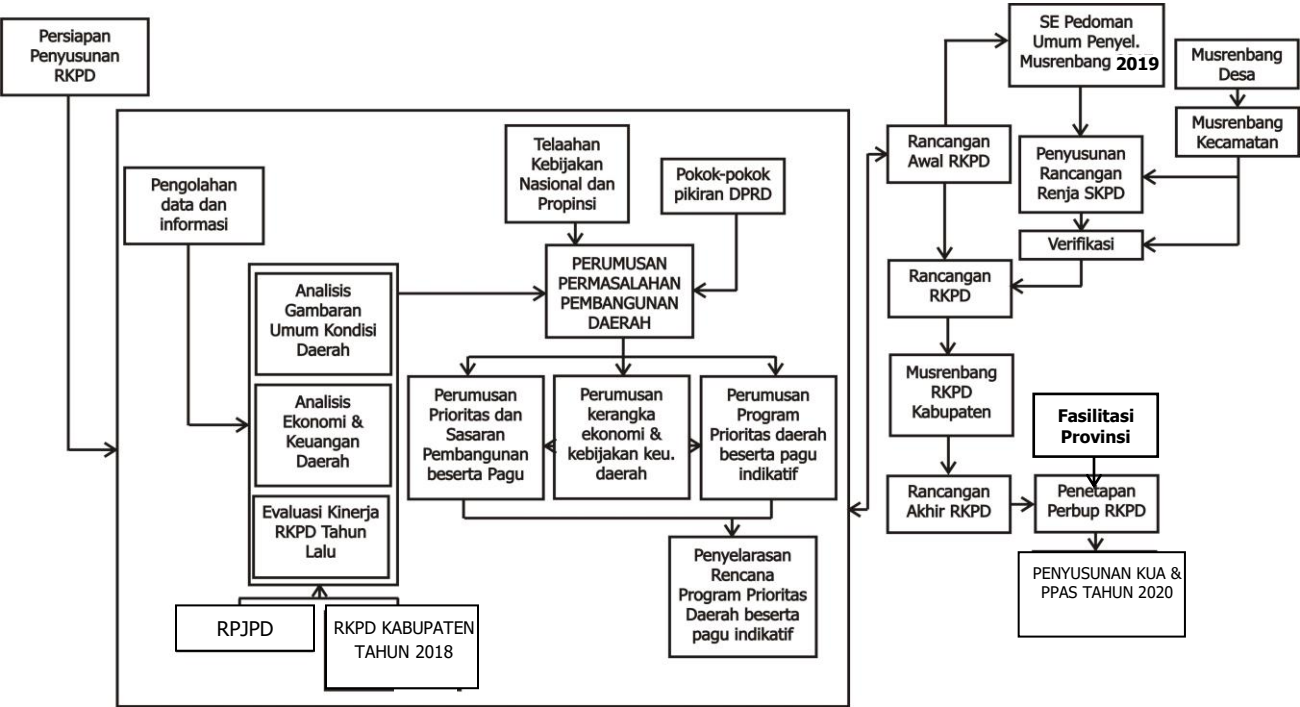 Persiapan
Penyusunan
RKPD
Pengolahan
data dan
informasi
Analisis
Gambaran
Umum Kondisi
Daerah
Analisis
Ekonomi &
Keuangan
Daerah
Evaluasi Kinerja
RKPD Tahun
Lalu
RPJPD
RKPD KABUPATEN
TAHUN 2018
Telaahan
Kebijakan
Nasional dan
Propinsi
Pokok-pokok
pikiran DPRD
PERUMUSAN
PERMASALAHAN
PEMBANGUNAN
DAERAH
Perumusan
Prioritas dan
Sasaran
Pembangunan
beserta Pagu
Perumusan
kerangka
ekonomi &
kebijakan keu.
daerah
Perumusan
Program
Prioritas daerah
beserta pagu
indikatif
Penyelarasan
Rencana
Program Prioritas
Daerah beserta
pagu indikatif
Rancangan
Awal RKPD
SE Pedoman
Umum Penyel.
Musrenbang 2019
Musrenbang
Desa
Musrenbang
Kecamatan
Penyusunan
Rancangan
Renja SKPD
Verifikasi
Rancangan
RKPD
Musrenbang
RKPD
Kabupaten
Rancangan
Akhir RKPD
Fasilitasi
Provinsi
Penetapan
Perbup RKPD
PENYUSUNAN KUA &
PPAS TAHUN 2020